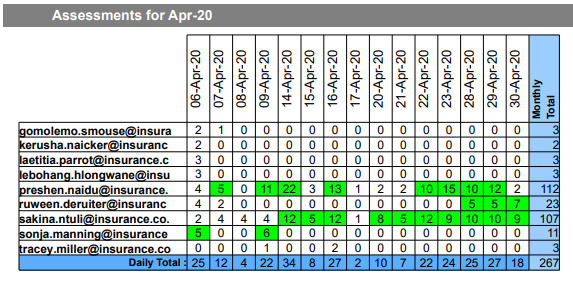 Assessments for Apr-20
06-Apr-20 07-Apr-20 08-Apr-20 09-Apr-20 14-Apr-20 15-Apr-20 16-Apr-20 17-Apr-20 20-Apr-20 21-Apr-20 22-Apr-20 23-Apr-20 28-Apr-20 29-Apr-20 30-Apr-20 Monthly Total
gomolemo.smouse@insura 2 1 0 0 0 0 0 0 0 0 0 0 0 0 0 3
kerusha.naicker@insuranc 2 0 0 0 0 0 0 0 0 0 0 0 0 0 0 2
laetitia.parrot@insurance.c 3 0 0 0 0 0 0 0 0 0 0 0 0 0 0 3
lebohang.hlongwane@insu 3 0 0 0 0 0 0 0 0 0 0 0 0 0 0 3
preshen.naidu@insurance. 4 5 0 11 22 3 13 1 2 2 10 15 10 12 2 112
ruween.deruiter@insuranc 4 2 0 0 0 0 0 0 0 0 0 0 5 5 7 23
sakina.ntuli@insurance.co. 2 4 4 4 12 5 12 1 8 5 12 9 10 10 9 107
sonja.manning@insurance 5 0 0 6 0 0 0 0 0 0 0 0 0 0 0 11
tracey.miller@insurance.co 0 0 0 1 0 0 2 0 0 0 0 0 0 0 0 3
Daily Total : 25 12 4 22 34 8 27 2 10 7 22 24 25 27 18 267